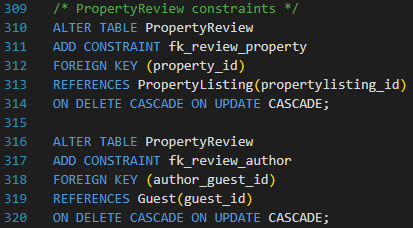 309 /* PropertyReview constraints */
310 ALTER TABLE PropertyReview
311 ADD CONSTRAINT fk_review_property
312 FOREIGN KEY (property_id)
313 REFERENCES PropertyListing(propertylisting_id)
314 ON DELETE CASCADE ON UPDATE CASCADE;
315
316 ALTER TABLE PropertyReview
317 ADD CONSTRAINT fk_review_author
318 FOREIGN KEY (author_guest_id)
319 REFERENCES Guest(guest_id)
320 ON DELETE CASCADE ON UPDATE CASCADE;